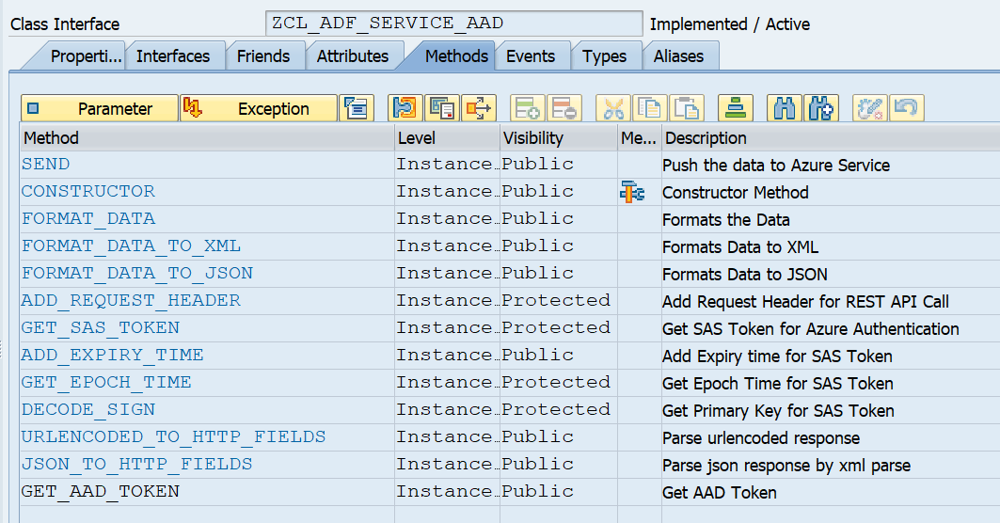 Class Interface ZCL_ADF_SERVICE_AAD Implemented / Active
Properti... Interfaces Friends Attributes Methods Events Types Aliases
Parameter Exception
Method Level Visibility Me... Description
SEND Instance Public Push the data to Azure Service
CONSTRUCTOR Instance Public Constructor Method
FORMAT_DATA Instance Public Formats the Data
FORMAT_DATA_TO_XML Instance Public Formats Data to XML
FORMAT_DATA_TO_JSON Instance Public Formats Data to JSON
ADD_REQUEST_HEADER Instance Protected Add Request Header for REST API Call
GET_SAS_TOKEN Instance Protected Get SAS Token for Azure Authentication
ADD_EXPIRY_TIME Instance Public Add Expiry time for SAS Token
GET_EPOCH_TIME Instance Protected Get Epoch Time for SAS Token
DECODE_SIGN Instance Protected Get Primary Key for SAS Token
URLENCODED_TO_HTTP_FIELDS Instance Public Parse urlencoded response
JSON_TO_HTTP_FIELDS Instance Public Parse json response by xml parse
GET_AAD_TOKEN Instance Public Get AAD Token